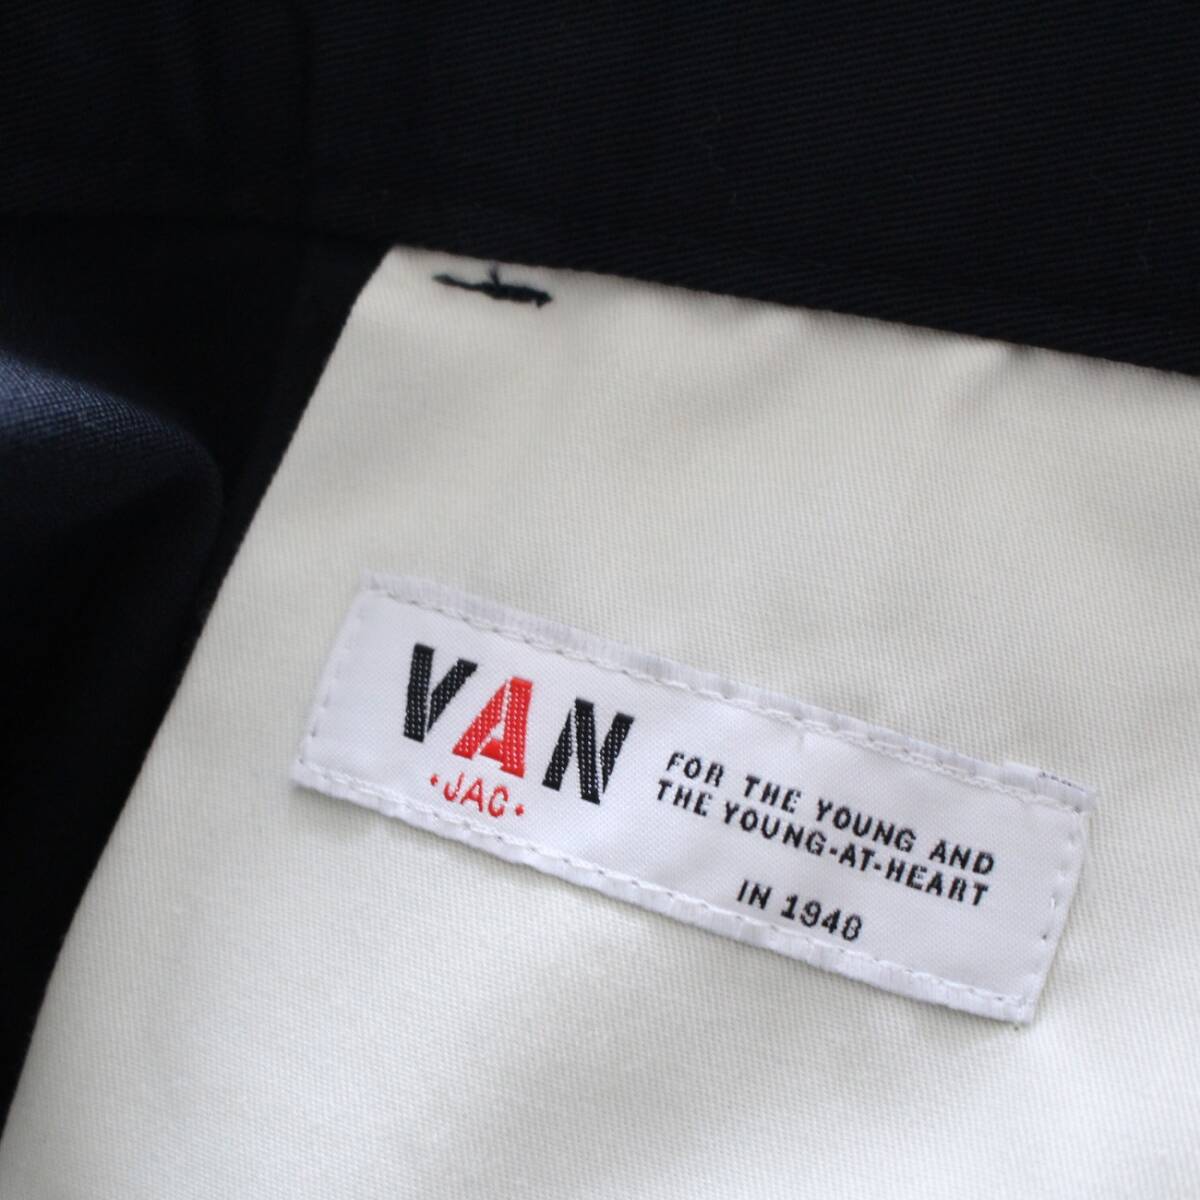 VAN
·JAC·
FOR THE YOUNG AND
THE YOUNG-AT-HEART
IN 1948